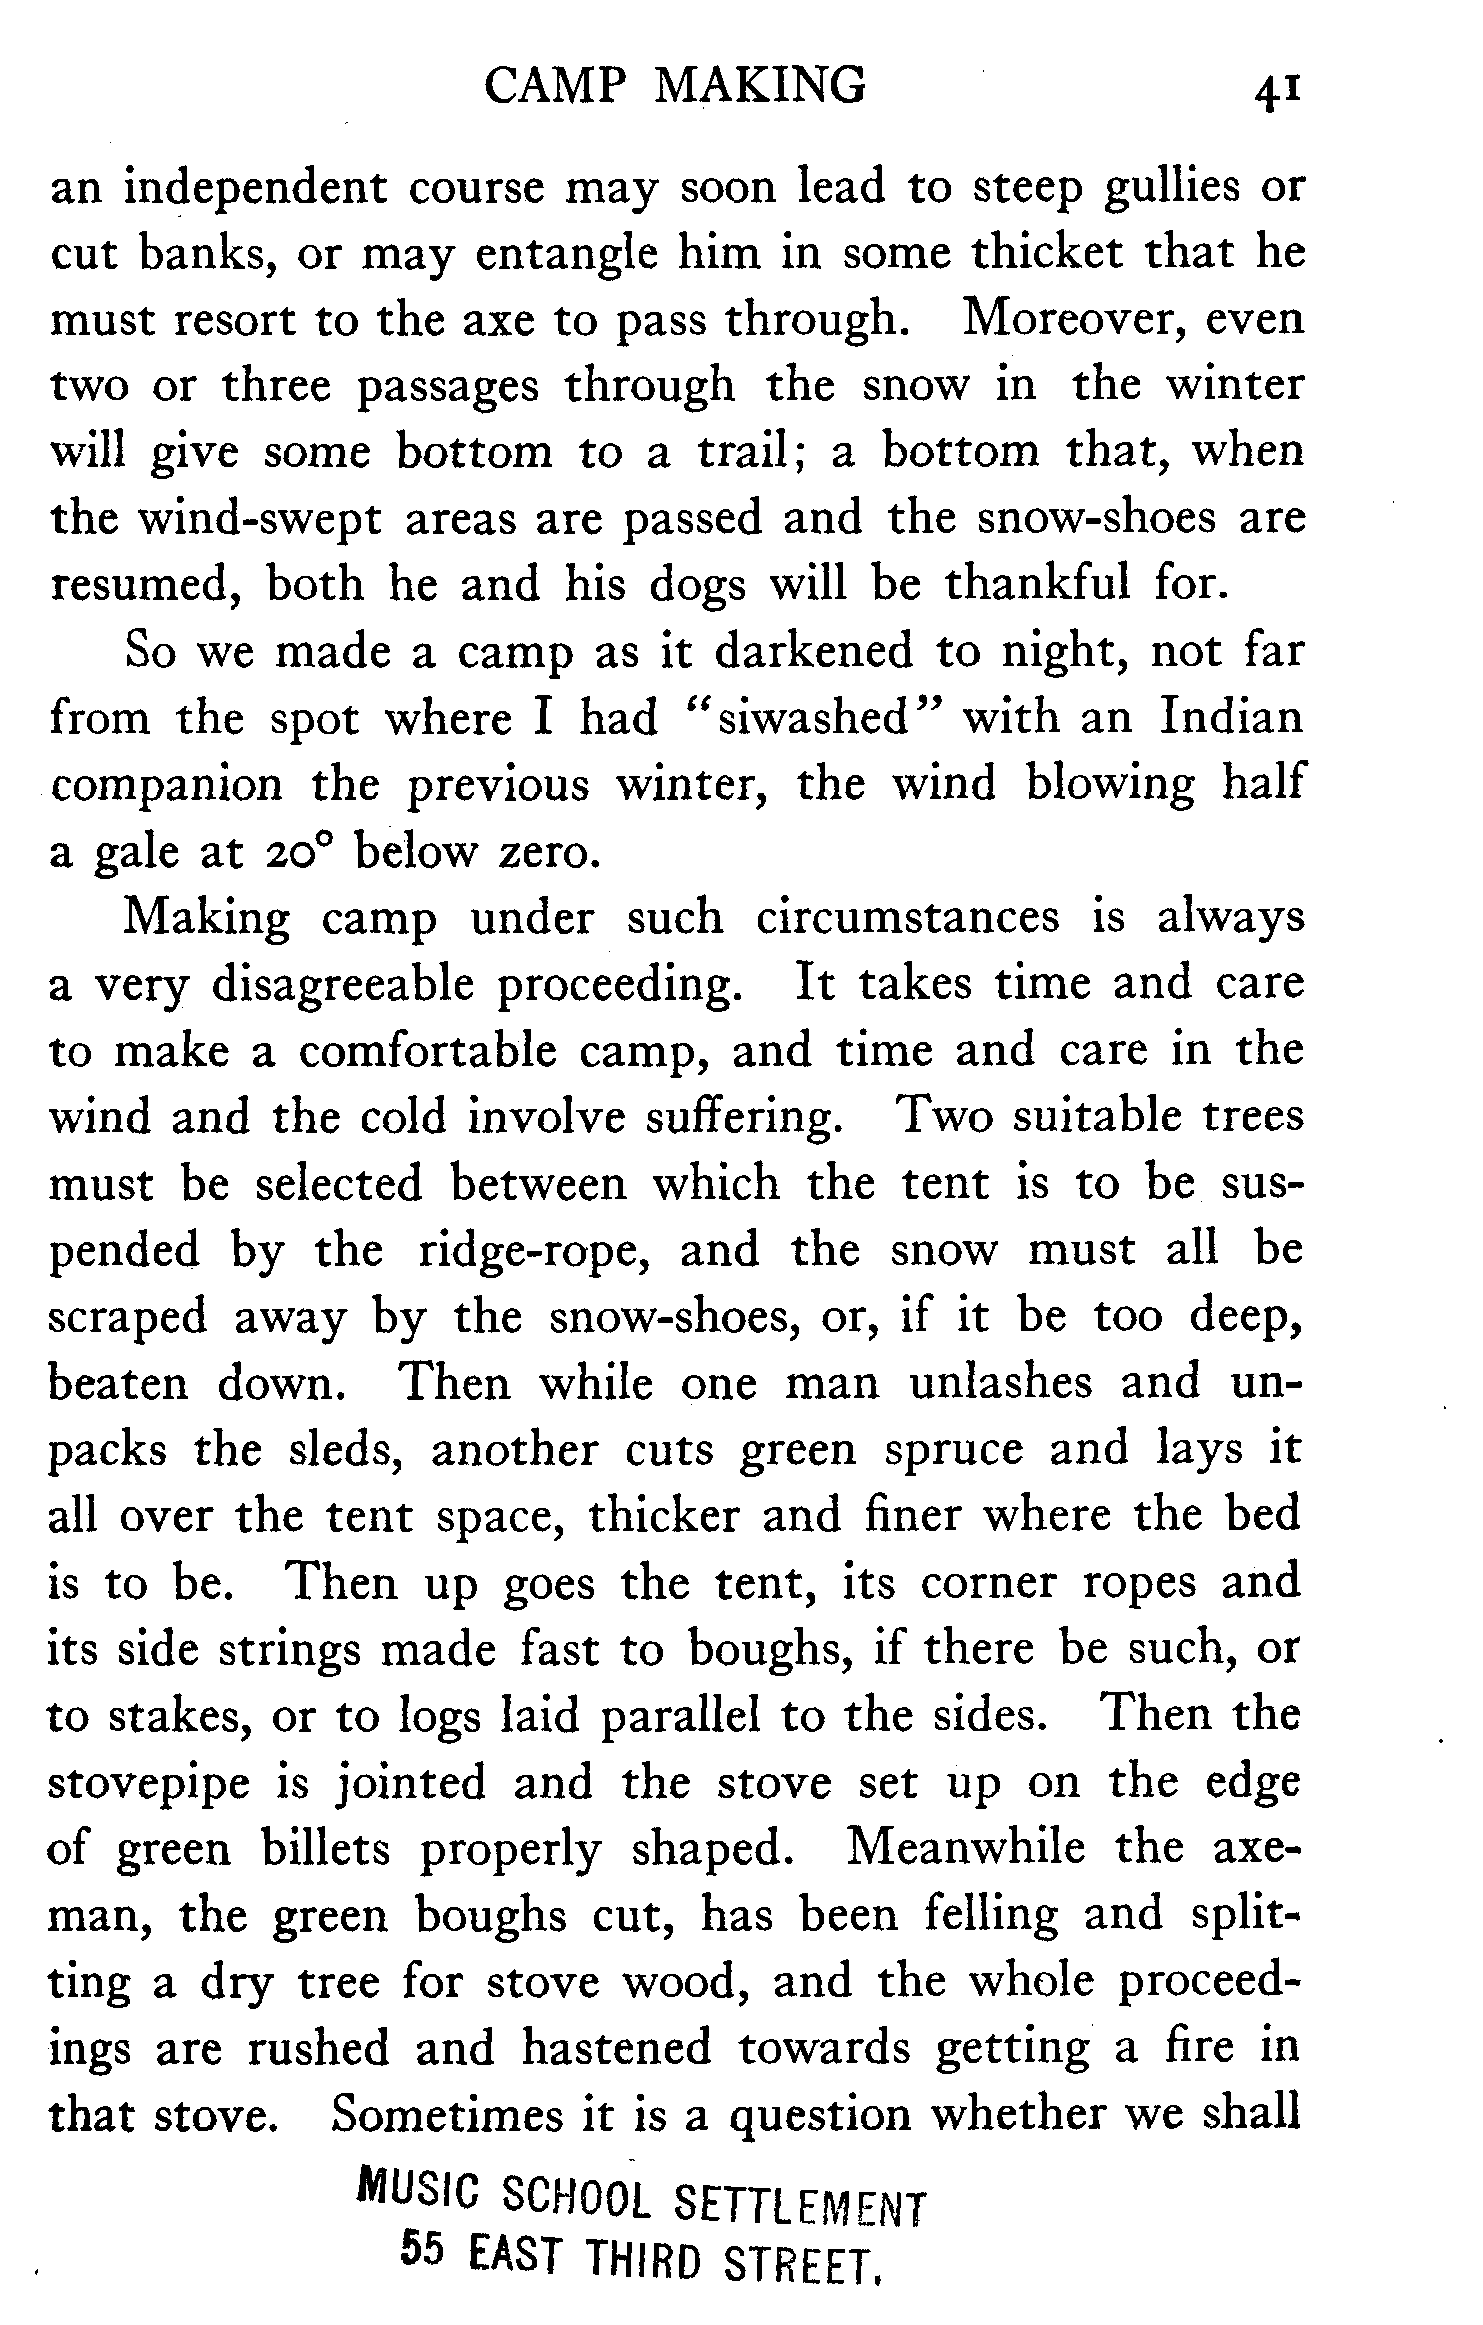 CAMP MAKING 41
an independent course may soon lead to steep gullies or
cut banks, or may entangle him in some thicket that he
must resort to the axe to pass through. Moreover, even
two or three passages through the snow in the winter
will give some bottom to a trail; a bottom that, when
the wind-swept areas are passed and the snow-shoes are
resumed, both he and his dogs will be thankful for.
So we made a camp as it darkened to night, not far
from the spot where I had “siwashed” with an Indian
companion the previous winter, the wind blowing half
a gale at 20° below zero.
Making camp under such circumstances is always
a very disagreeable proceeding. It takes time and care
to make a comfortable camp, and time and care in the
wind and the cold involve suffering. Two suitable trees
must be selected between which the tent is to be sus-
pended by the ridge-rope, and the snow must all be
scraped away by the snow-shoes, or, if it be too deep,
beaten down. Then while one man unlashes and un-
packs the sleds, another cuts green spruce and lays it
all over the tent space, thicker and finer where the bed
is to be. Then up goes the tent, its corner ropes and
its side strings made fast to boughs, if there be such, or
to stakes, or to logs laid parallel to the sides. Then the
stovepipe is jointed and the stove set up on the edge
of green billets properly shaped. Meanwhile the axe-
man, the green boughs cut, has been felling and split-
ting a dry tree for stove wood, and the whole proceed-
ings are rushed and hastened towards getting a fire in
that stove. Sometimes it is a question whether we shall
MUSIC SCHOOL SETTLEMENT
55 EAST THIRD STREET.